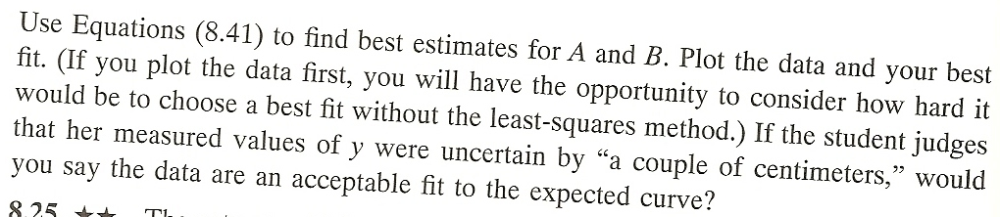 Use Equations (8.41) to find best estimates for A and B. Plot the data and your best
fit. (If you plot the data first, you will have the opportunity to consider how hard it
would be to choose a best fit without the least-squares method.) If the student judges
that her measured values of y were uncertain by “a couple of centimeters,” would
you say the data are an acceptable fit to the expected curve?
8.25 ★★